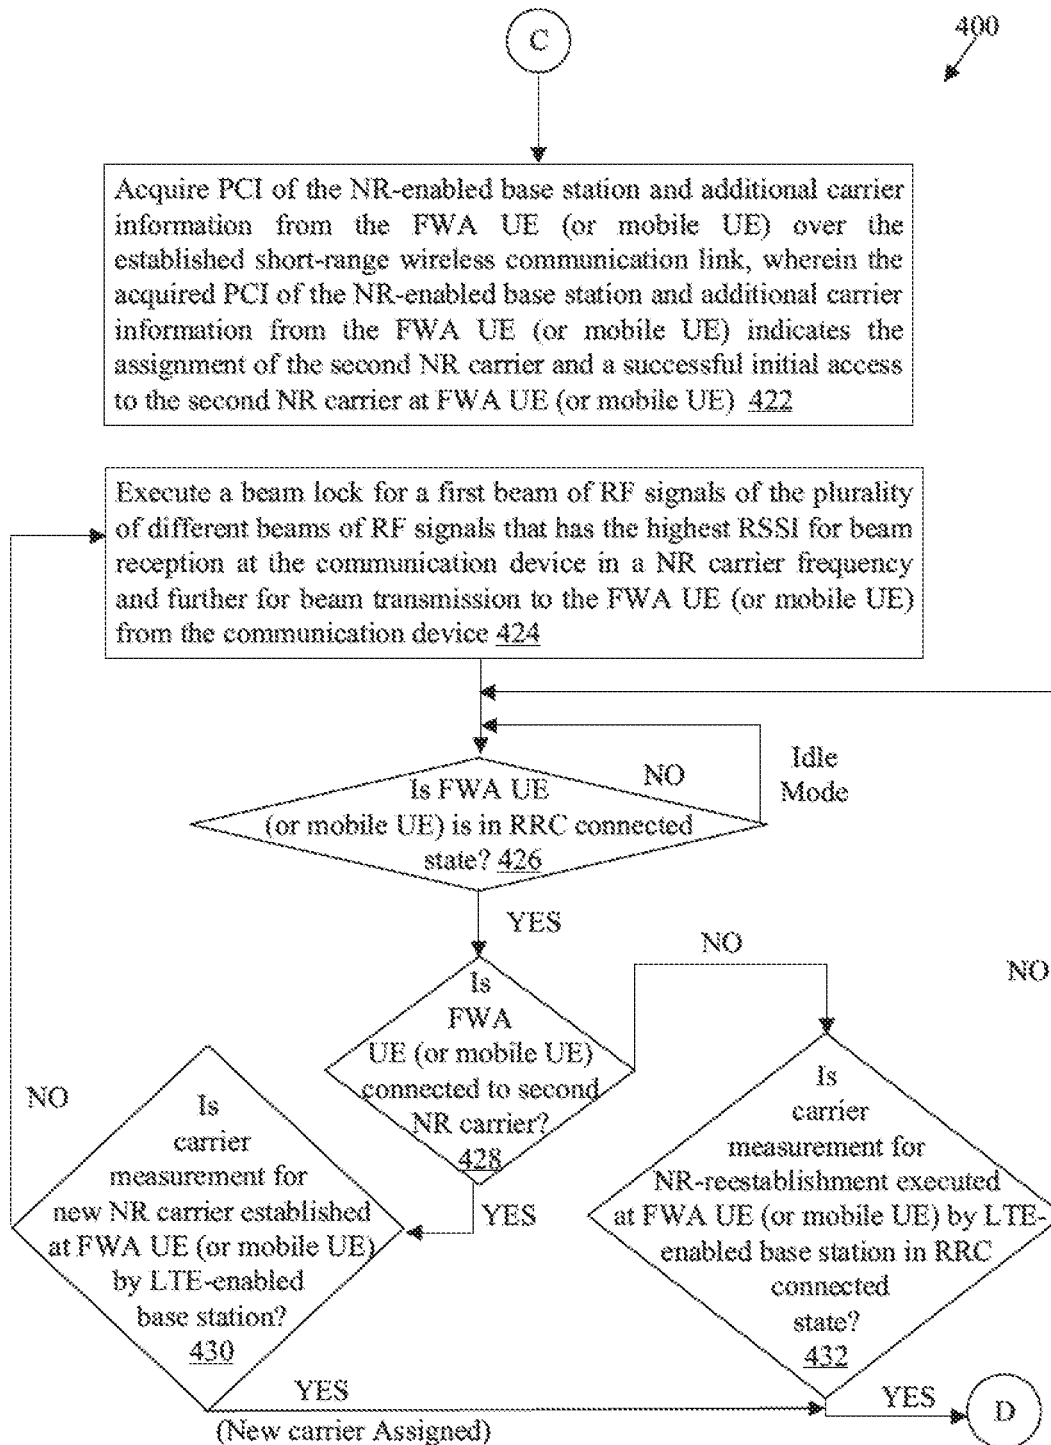 C
400
Acquire PCI of the NR-enabled base station and additional carrier
information from the FWA UE (or mobile UE) over the
established short-range wireless communication link, wherein the
acquired PCI of the NR-enabled base station and additional carrier
information from the FWA UE (or mobile UE) indicates the
assignment of the second NR carrier and a successful initial access
to the second NR carrier at FWA UE (or mobile UE) 422
Execute a beam lock for a first beam of RF signals of the plurality
of different beams of RF signals that has the highest RSSI for beam
reception at the communication device in a NR carrier frequency
and further for beam transmission to the FWA UE (or mobile UE)
from the communication device 424
Idle
Mode
NO
Is FWA UE
(or mobile UE) is in RRC connected
state? 426
YES
NO
NO
Is
FWA
UE (or mobile UE)
connected to second
NR carrier?
428
YES
NO
Is
carrier
measurement for
new NR carrier established
at FWA UE (or mobile UE)
by LTE-enabled
base station?
430
Is
carrier
measurement for
NR-reestablishment executed
at FWA UE (or mobile UE) by LTE-
enabled base station in RRC
connected
state?
432
YES
(New carrier Assigned)
YES
D